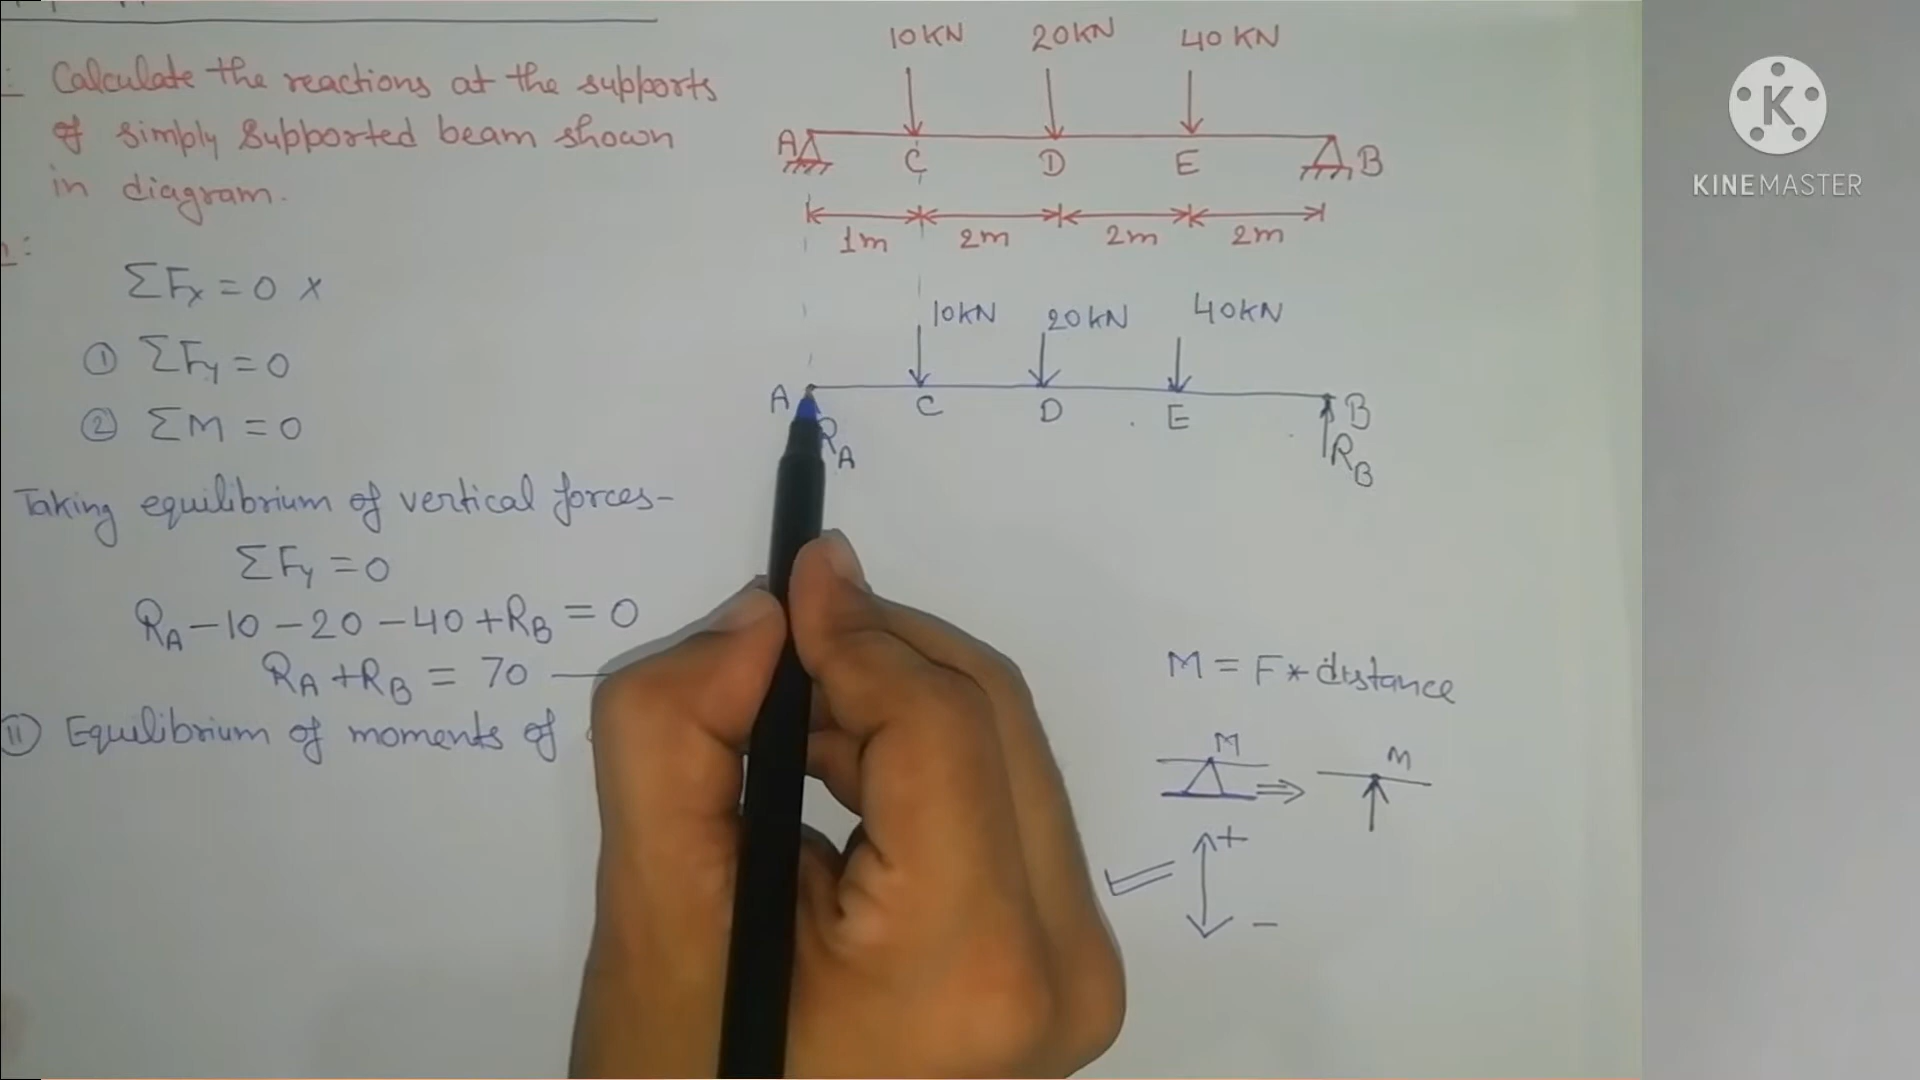 Calculate the reactions at the supports
of simply supported beam shown
in diagram.
ΣFx = 0 x
① ΣFy = 0
② ΣM = 0
Taking equilibrium of vertical forces-
ΣFy = 0
RA - 10 - 20 - 40 + RB = 0
RA + RB = 70
II Equilibrium of moments of
10KN 20KN 40KN
A C D E B
1m 2m 2m 2m
10KN 20KN 40KN
A C D E B
RA RB
M = F * distance
M ⇒ M
+
-
K
KINEMASTER